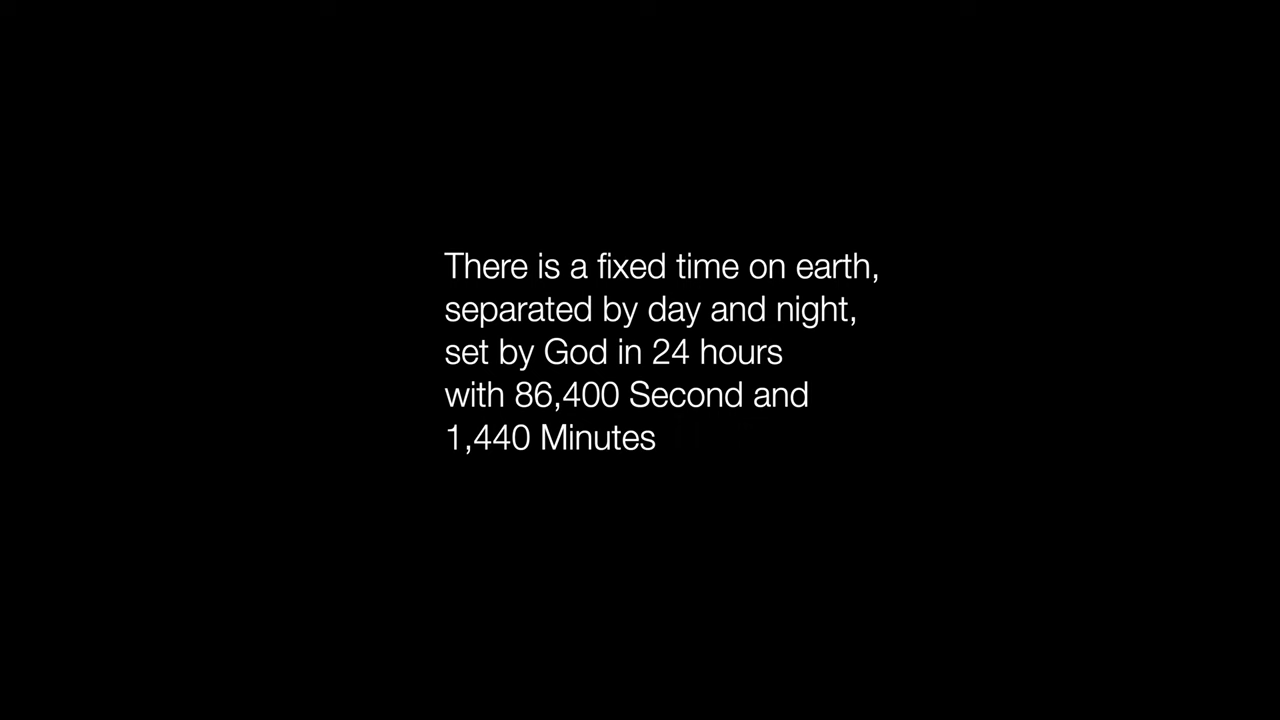 There is a fixed time on earth,
separated by day and night,
set by God in 24 hours
with 86,400 Second and
1,440 Minutes